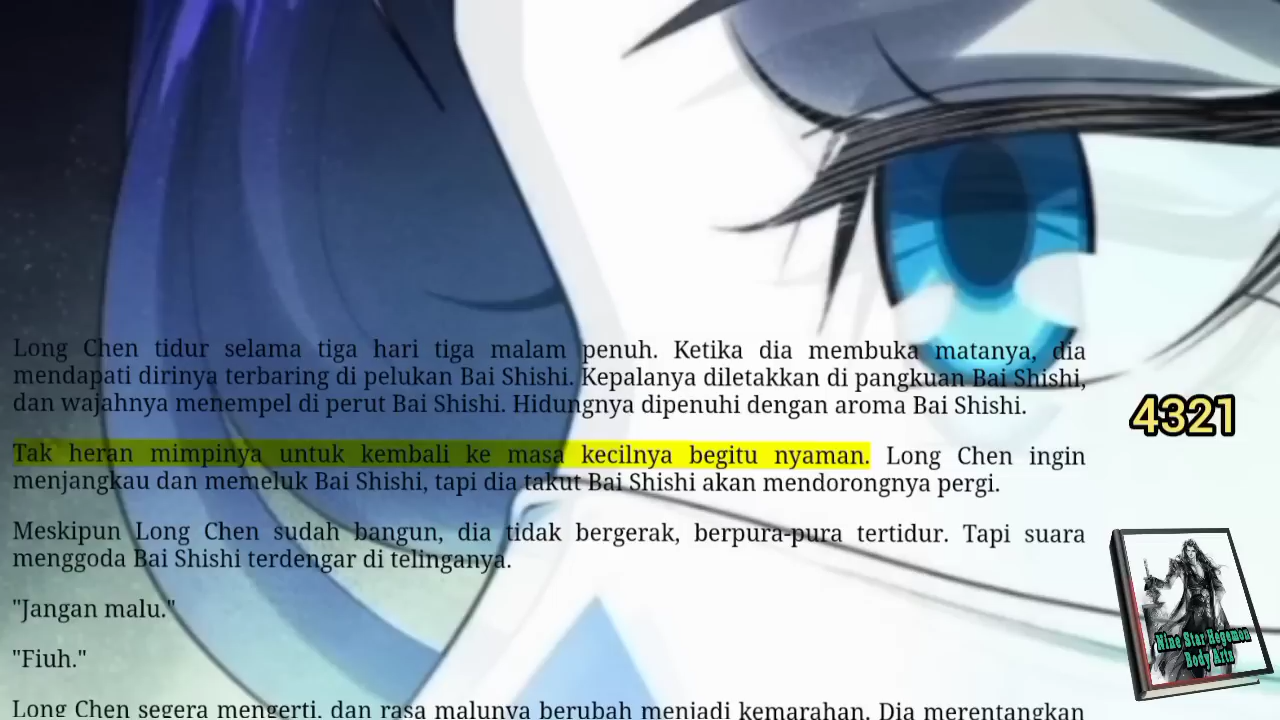 Long Chen tidur selama tiga hari tiga malam penuh. Ketika dia membuka matanya, dia
mendapati dirinya terbaring di pelukan Bai Shishi. Kepalanya diletakkan di pangkuan Bai Shishi,
dan wajahnya menempel di perut Bai Shishi. Hidungnya dipenuhi dengan aroma Bai Shishi.
Tak heran mimpinya untuk kembali ke masa kecilnya begitu nyaman. Long Chen ingin
menjangkau dan memeluk Bai Shishi, tapi dia takut Bai Shishi akan mendorongnya pergi.
Meskipun Long Chen sudah bangun, dia tidak bergerak, berpura-pura tertidur. Tapi suara
menggoda Bai Shishi terdengar di telinganya.
"Jangan malu."
"Fiuh."
Long Chen segera mengerti, dan rasa malunya berubah menjadi kemarahan. Dia merentangkan
4321
Nine Star Hegemon
Body Arts